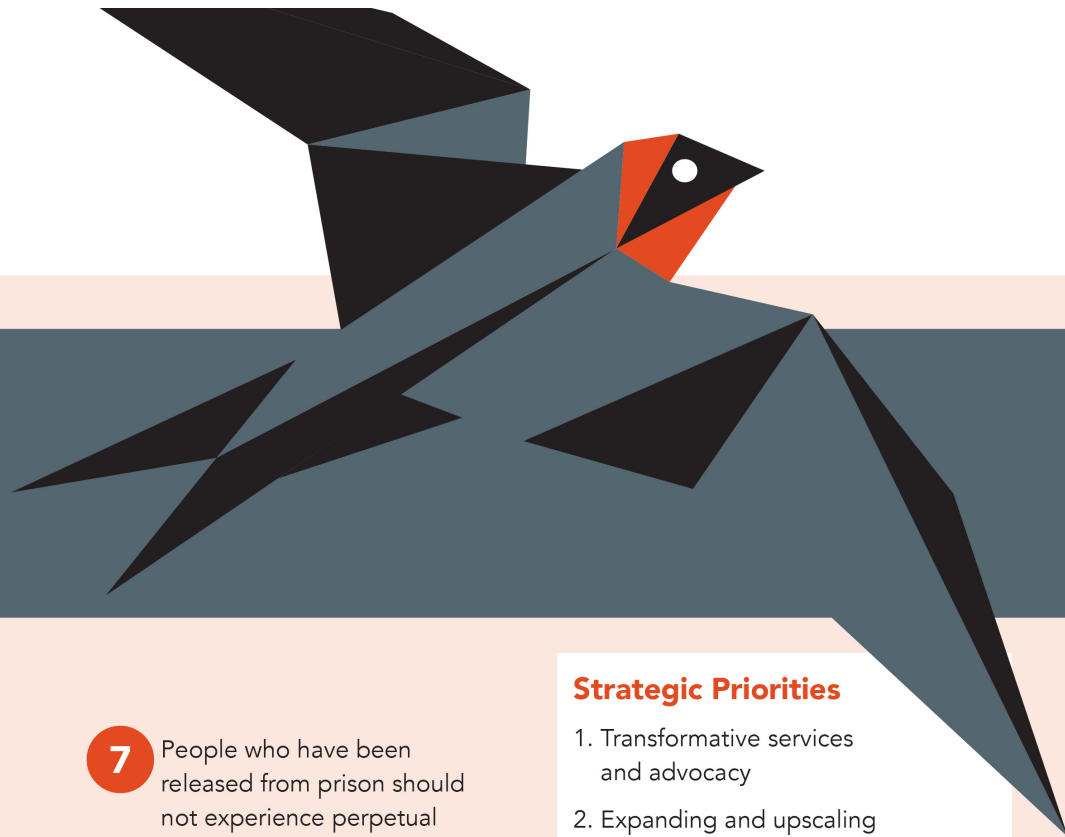 7 People who have been
released from prison should
not experience perpetual
Strategic Priorities
1. Transformative services
and advocacy
2. Expanding and upscaling